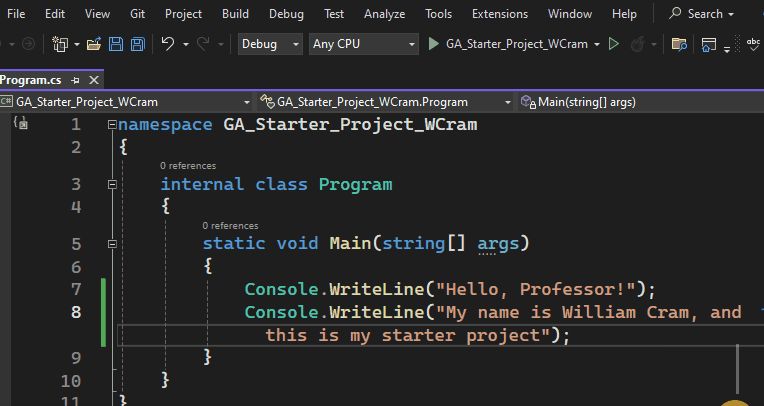 File Edit View Git Project Build Debug Test Analyze Tools Extensions Window Help Search
Debug Any CPU GA_Starter_Project_WCram abc
Program.cs
C# GA_Starter_Project_WCram GA_Starter_Project_WCram.Program Main(string[] args)
1 namespace GA_Starter_Project_WCram
2 {
0 references
3 internal class Program
4 {
0 references
5 static void Main(string[] args)
6 {
7 Console.WriteLine("Hello, Professor!");
8 Console.WriteLine("My name is William Cram, and
this is my starter project");
9 }
10 }
11 }